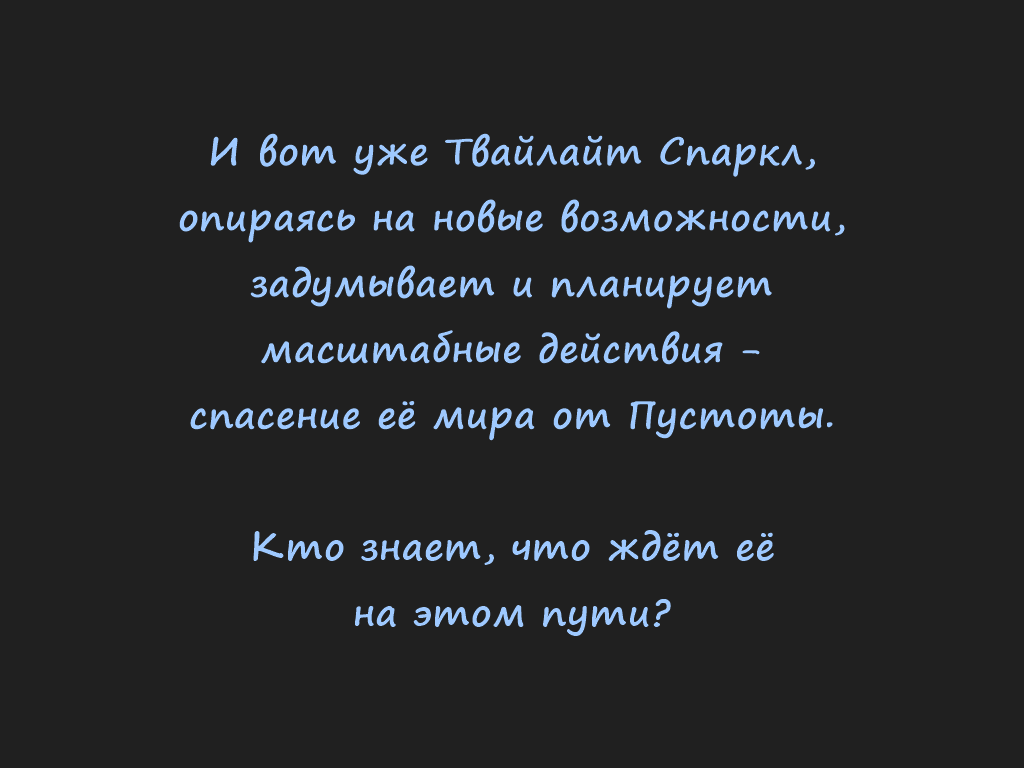 И вот уже Твайлайт Спаркл,
опираясь на новые возможности,
задумывает и планирует
масштабные действия -
спасение её мира от Пустоты.
Кто знает, что ждёт её
на этом пути?